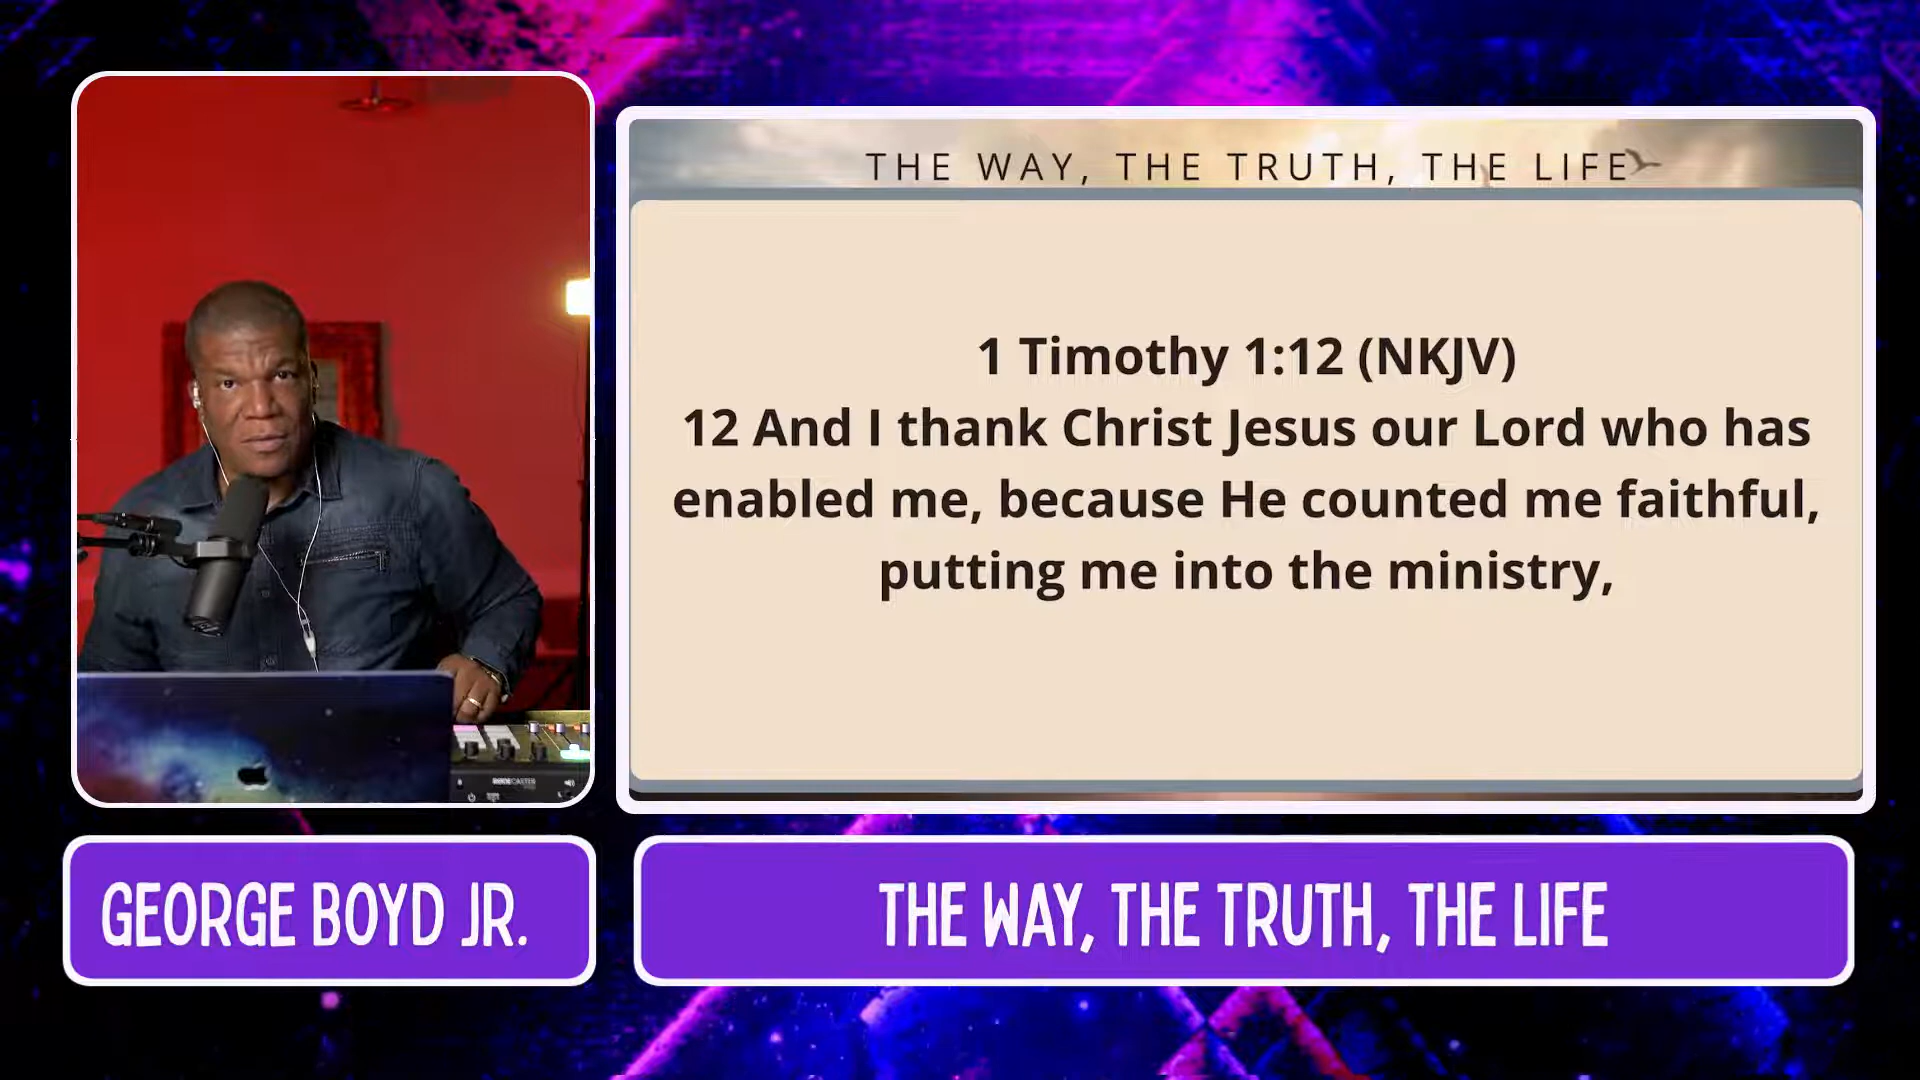 THE WAY, THE TRUTH, THE LIFE
1 Timothy 1:12 (NKJV)
12 And I thank Christ Jesus our Lord who has
enabled me, because He counted me faithful,
putting me into the ministry,
GEORGE BOYD JR.
THE WAY, THE TRUTH, THE LIFE